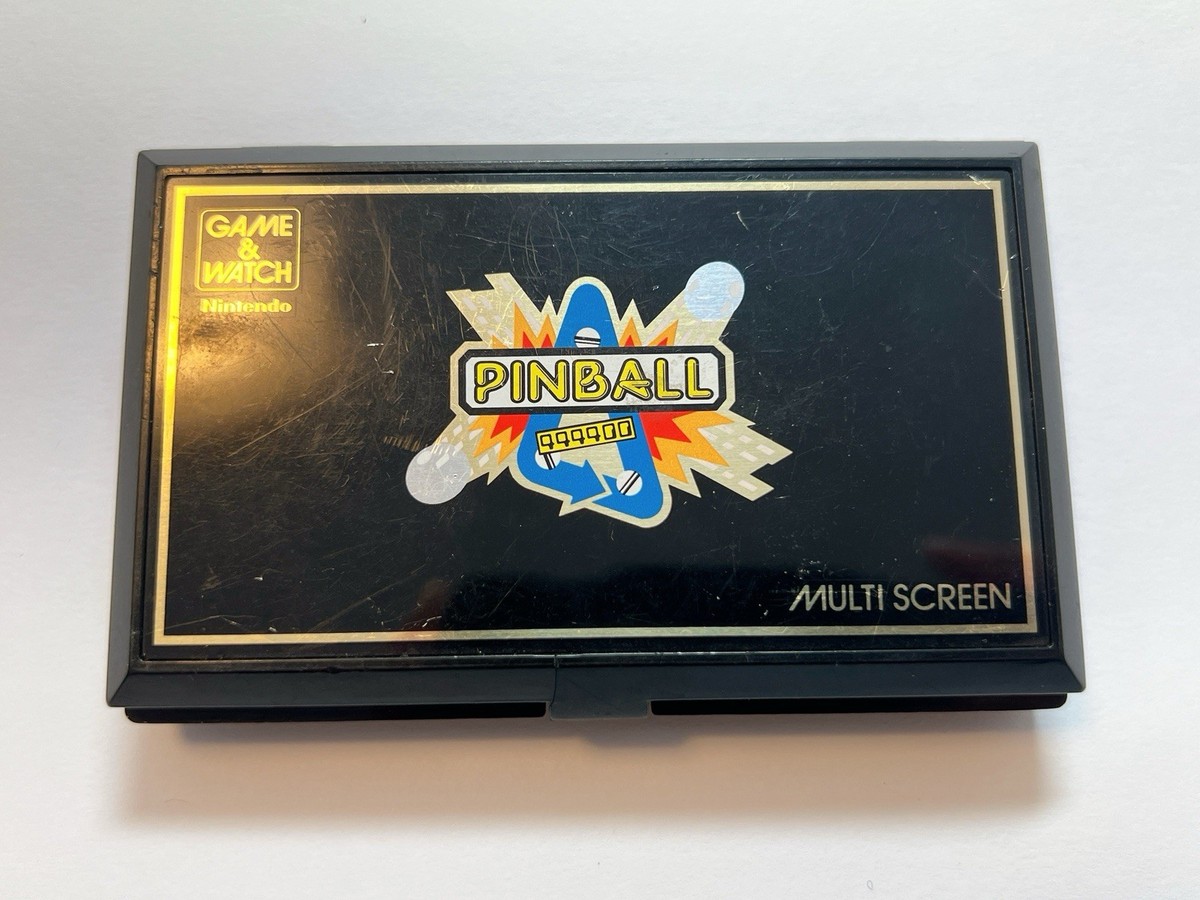 GAME
&
WATCH
Nintendo
PINBALL
999900
MULTI SCREEN